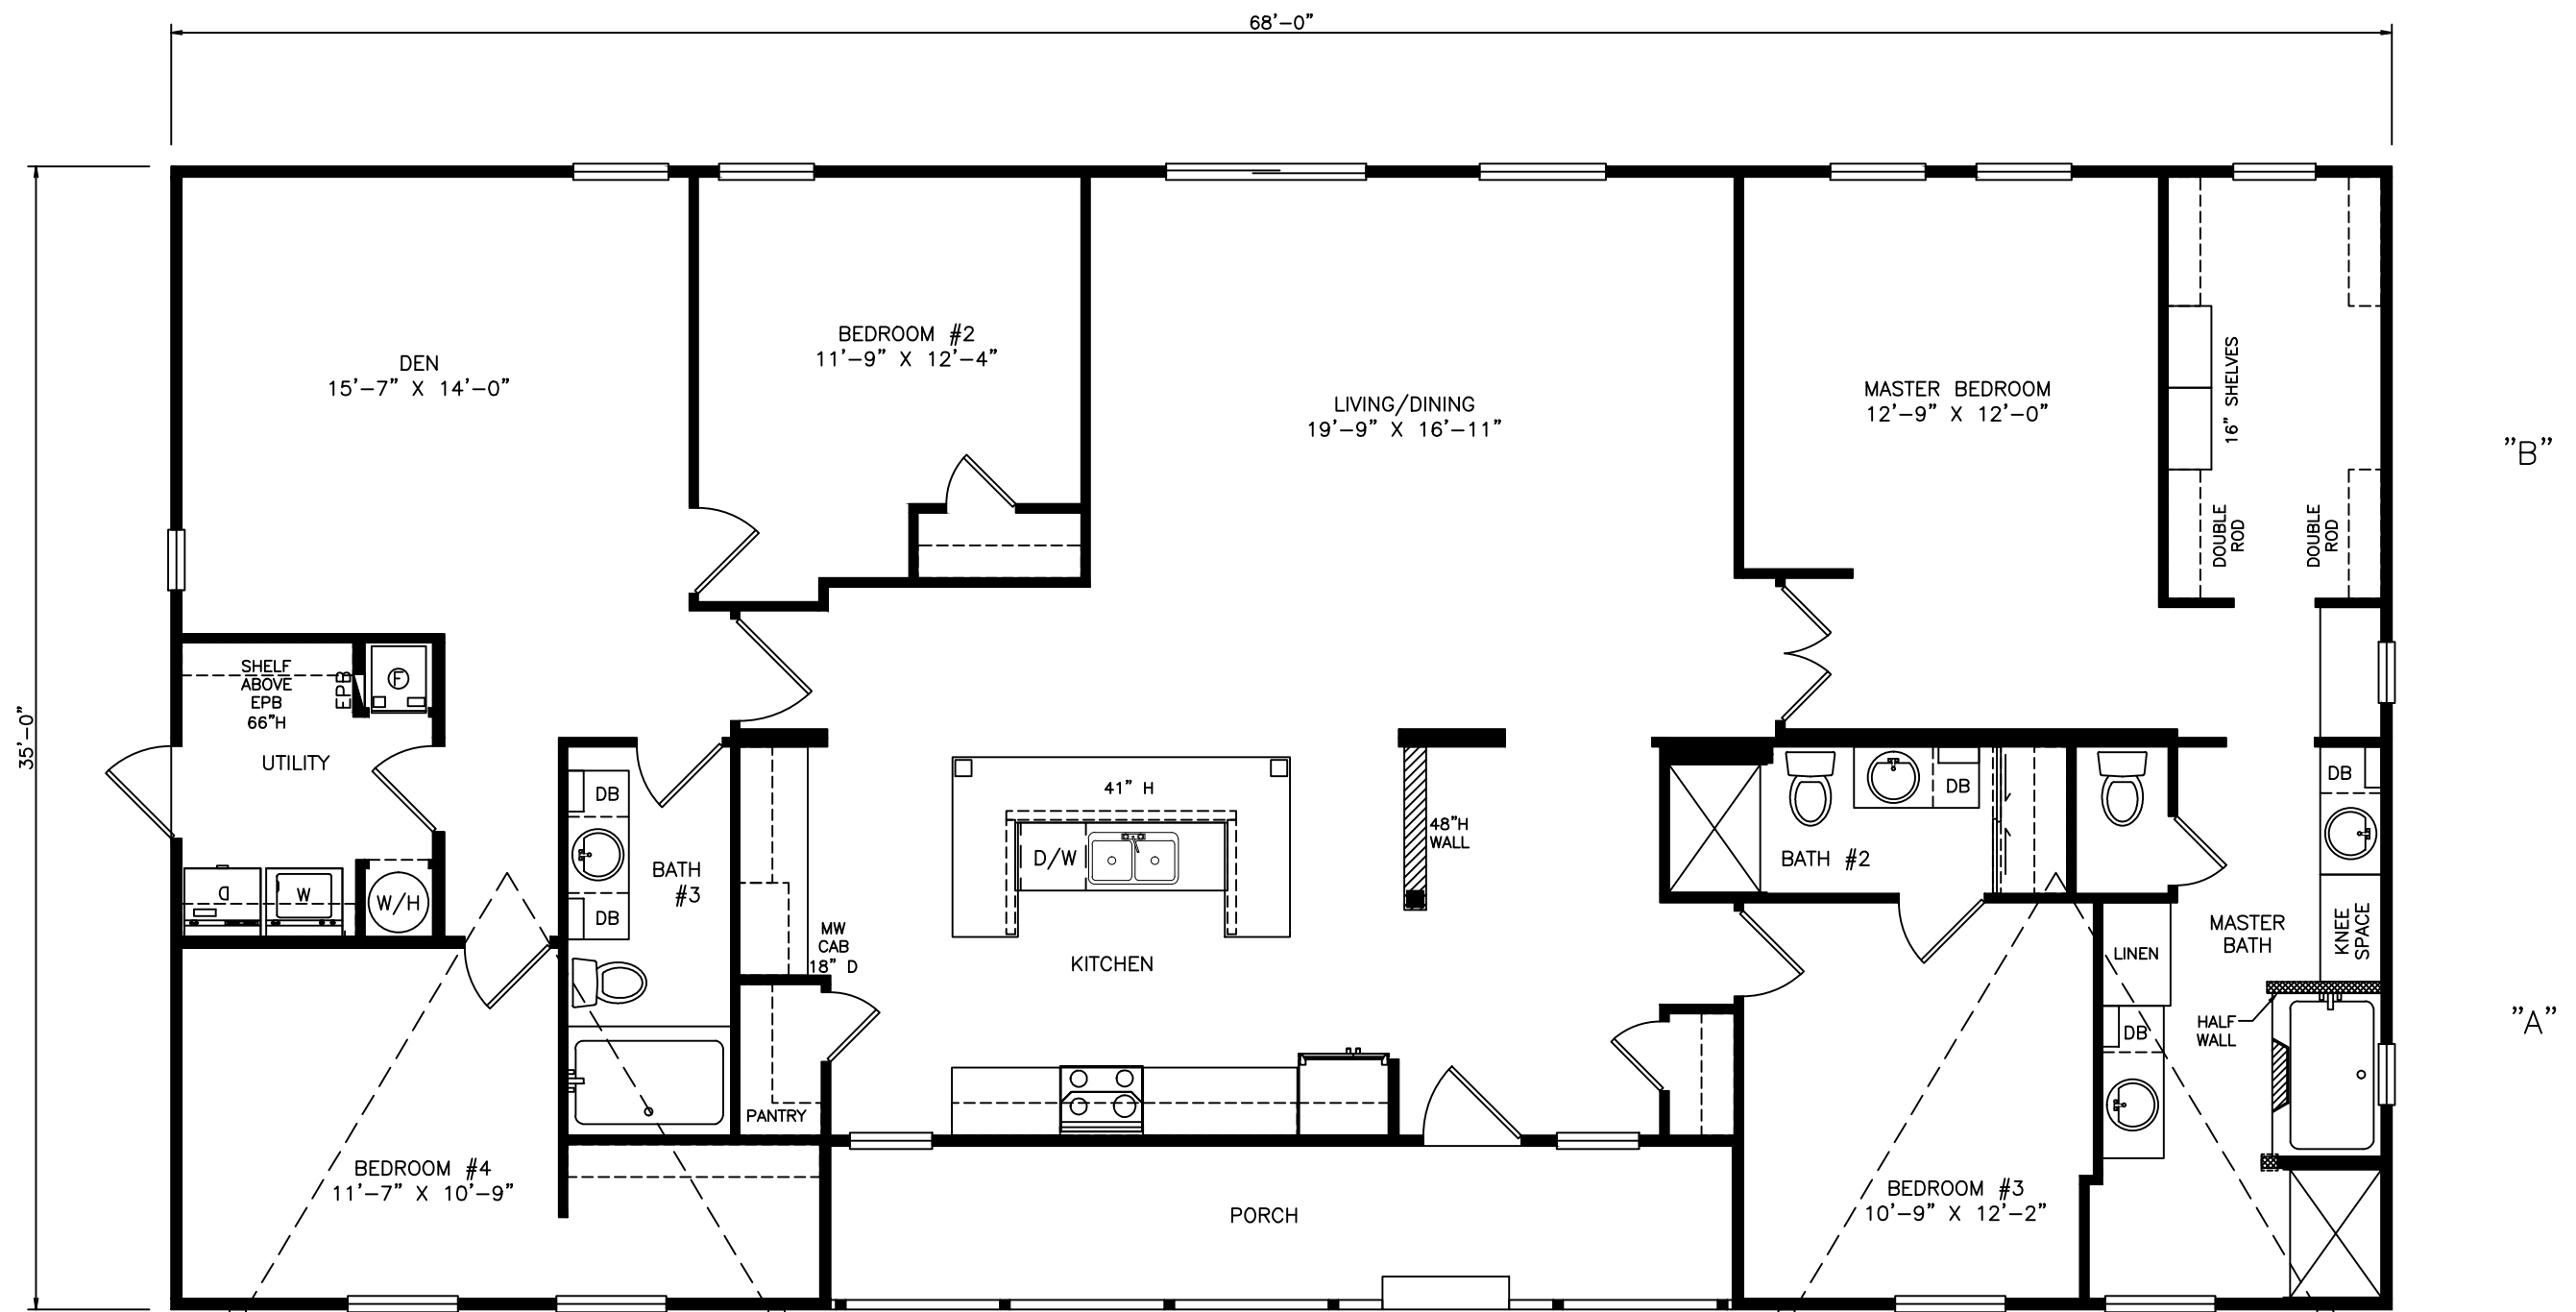 68'-0"
35'-0"
DEN
15'-7" X 14'-0"
BEDROOM #2
11'-9" X 12'-4"
LIVING/DINING
19'-9" X 16'-11"
MASTER BEDROOM
12'-9" X 12'-0"
16" SHELVES
DOUBLE
ROD
DOUBLE
ROD
"B"
SHELF
ABOVE
EPB
66"H
EPB
F
UTILITY
D
W
W/H
DB
DB
BATH
#3
MW
CAB
18" D
PANTRY
41" H
D/W
KITCHEN
48"H
WALL
BATH #2
DB
DB
MASTER
BATH
KNEE
SPACE
LINEN
DB
HALF
WALL
"A"
BEDROOM #4
11'-7" X 10'-9"
PORCH
BEDROOM #3
10'-9" X 12'-2"